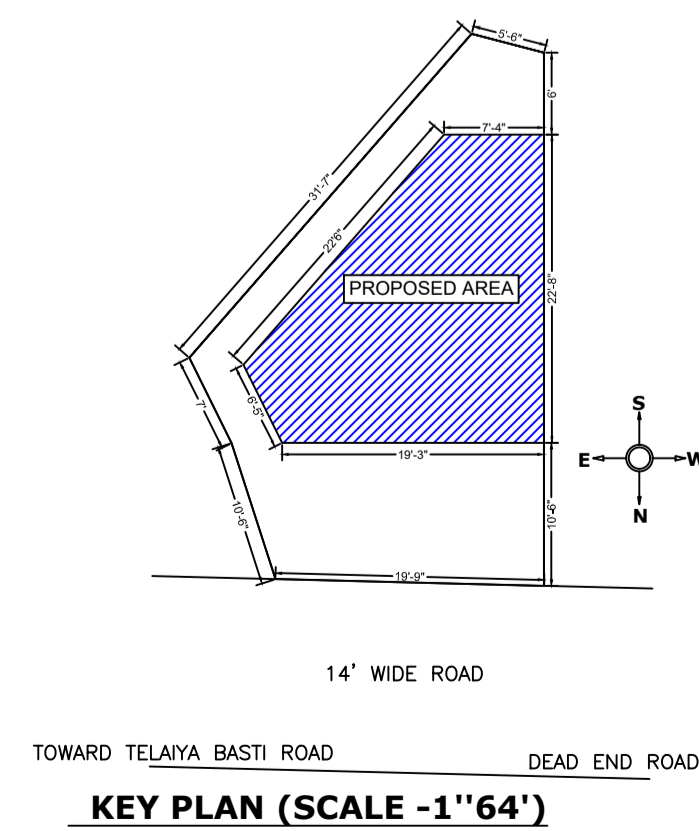 5'-6"
6'
7'-4"
31'-7"
22'6"
PROPOSED AREA
22'-8"
7'
6'-5"
S
E
W
N
19'-3"
10'-6"
10'-6"
19'-9"
14' WIDE ROAD
TOWARD TELAIYA BASTI ROAD
DEAD END ROAD
KEY PLAN (SCALE -1''64')